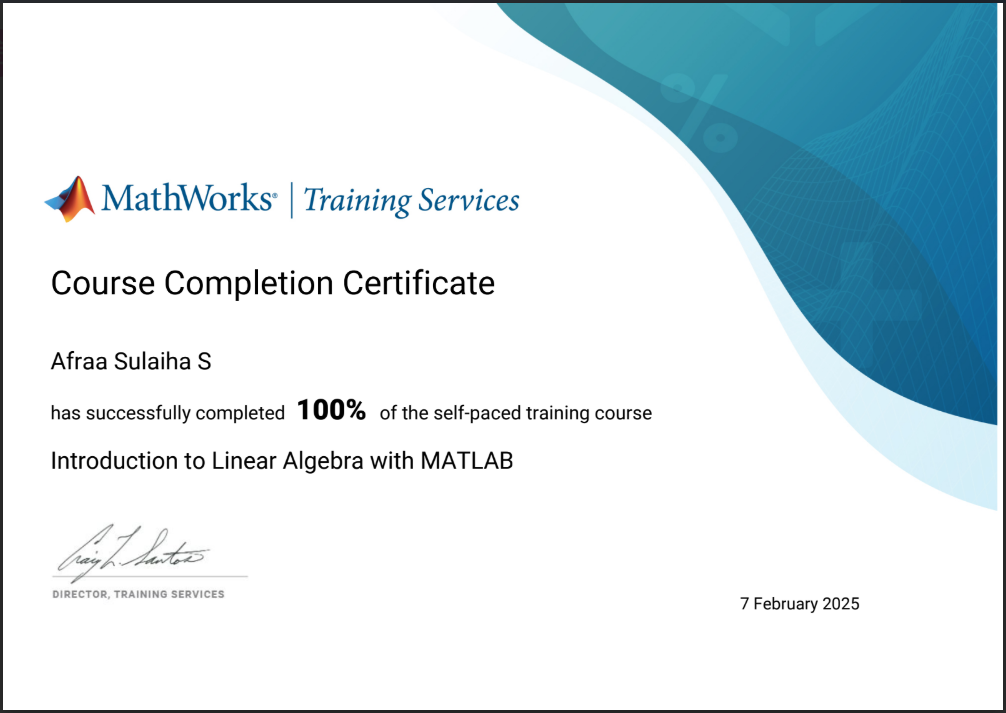 MathWorks® | Training Services
Course Completion Certificate
Afraa Sulaiha S
has successfully completed 100% of the self-paced training course
Introduction to Linear Algebra with MATLAB
Craig L. Santos
DIRECTOR, TRAINING SERVICES
7 February 2025